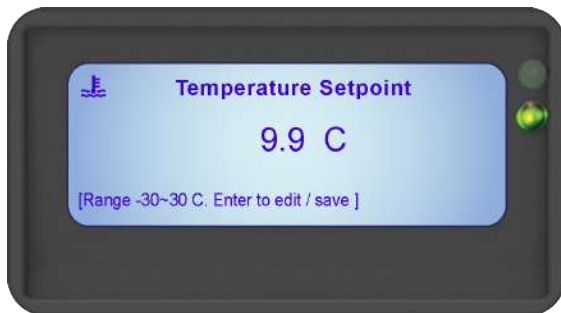 Temperature Setpoint
9.9 C
[Range -30~30 C. Enter to edit / save ]